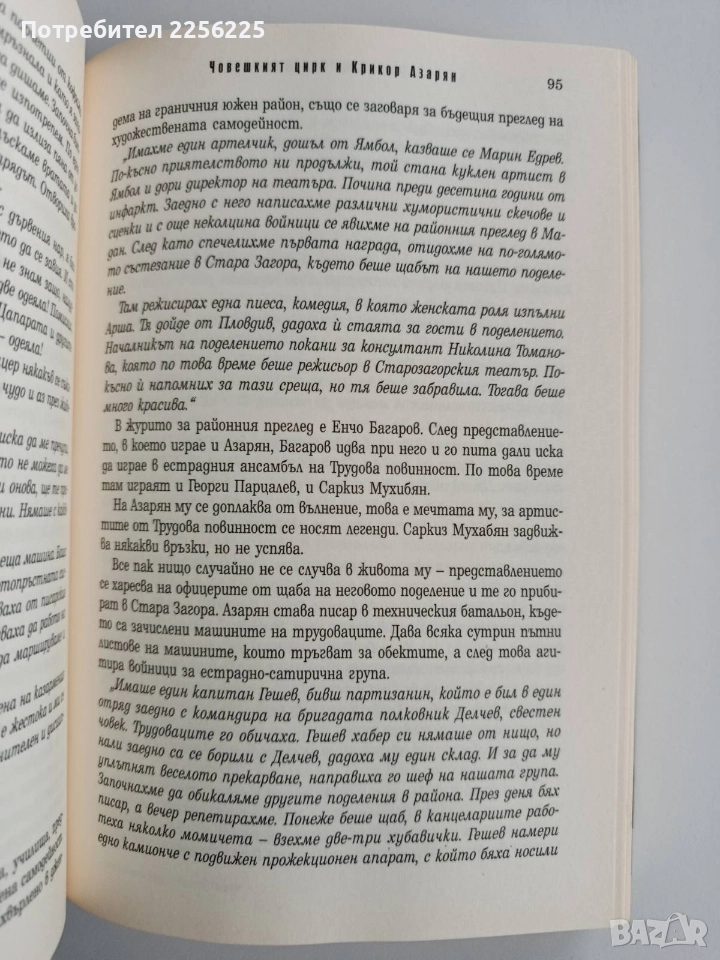 Потребител 2256225
Човешкият цирк и Крикор Азарян
95
дема на граничния южен район, също се заговаря за бъдещия преглед на
художествената самодейност.
„Имахме един артелчик, дошъл от Ямбол, казваше се Марин Едрев.
По-късно приятелството ни продължи, той стана куклен артист в
Ямбол и дори директор на театъра. Почина преди десетина години от
инфаркт. Заедно с него написахме различни хумористични скечове и
сценки и с още неколцина войници се явихме на районния преглед в Ма-
дан. След като спечелихме първата награда, отидохме на по-голямо-
то състезание в Стара Загора, където беше щабът на нашето поделе-
ние.
Там режисирах една пиеса, комедия, в която женската роля изпълни
Арша. Тя дойде от Пловдив, дадоха ѝ стаята за гости в поделението.
Началникът на поделението покани за консултант Николина Томано-
ва, която по това време беше режисьор в Старозагорския театър. По-
късно ѝ напомних за тази среща, но тя беше забравила. Тогава беше
много красива.“
В журито за районния преглед е Енчо Багаров. След представление-
то, в което играе и Азарян, Багаров идва при него и го пита дали иска
да играе в естрадния ансамбъл на Трудова повинност. По това време
там играят и Георги Парцалев, и Саркиз Мухибян.
На Азарян му се доплаква от вълнение, това е мечтата му, за артис-
тите от Трудова повинност се носят легенди. Саркиз Мухабян задвиж-
ва някакви връзки, но не успява.
Все пак нищо случайно не се случва в живота му – представлението
се харесва на офицерите от щаба на неговото поделение и те го приби-
рат в Стара Загора. Азарян става писар в техническия батальон, къде-
то са зачислени машините на трудоваците. Дава всяка сутрин пътни
листове на машините, които тръгват за обектите, а след това аги-
тира войници за естрадно-сатирична група.
„Имаше един капитан Гешев, бивш партизанин, който е бил в един
отряд заедно с командира на бригадата полковник Делчев, свестен
човек. Трудоваците го обичаха. Гешев хабер си нямаше от нищо, но
нали заедно са се борили с Делчев, дадоха му един склад. И за да му
уплътнят веселото прекарване, направиха го шеф на нашата група.
Започнахме да обикаляме другите поделения в района. През деня бях
писар, а вечер репетирахме. Понеже беше щаб, в канцелариите рабо-
теха няколко момичета – взехме две-три хубавички. Гешев намери
едно камионче с подвижен прожекционен апарат, с който бяха носили
BAZAR